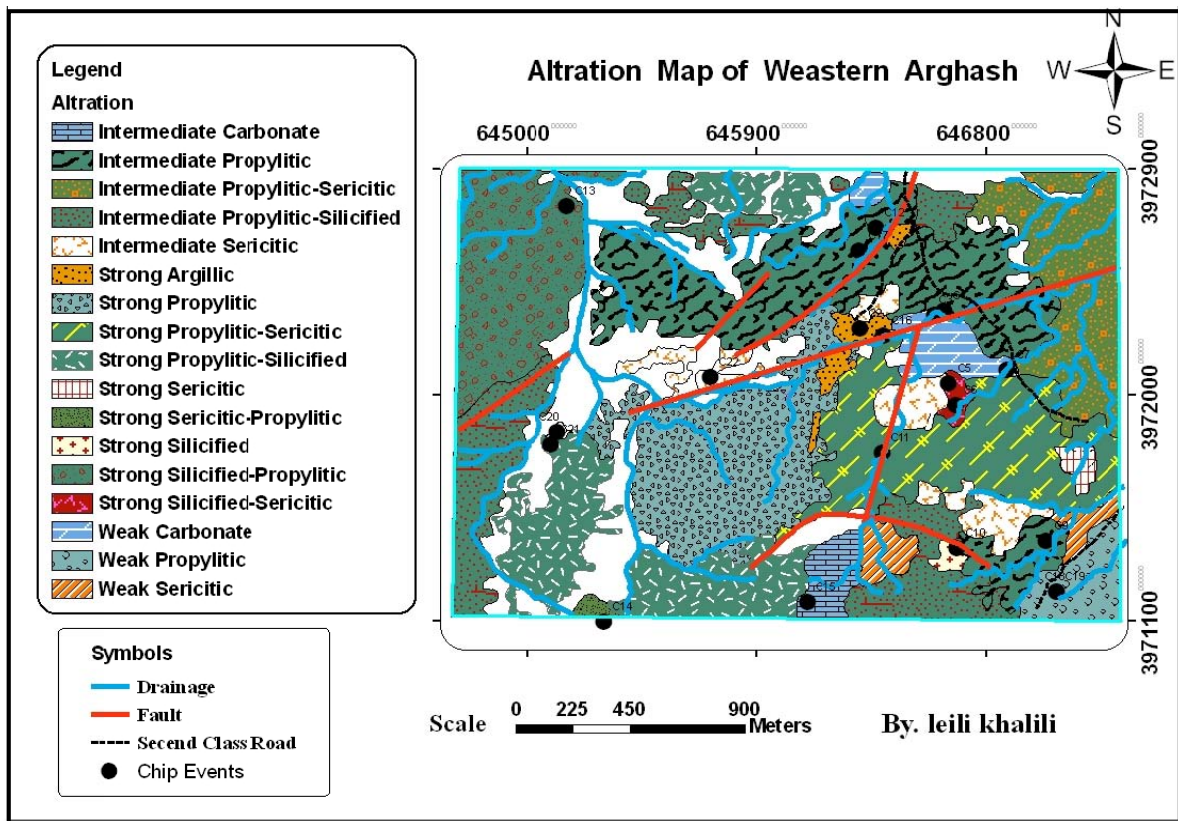 N
Altration Map of Weastern Arghash
W
E
S
Legend
Altration
Intermediate Carbonate
Intermediate Propylitic
Intermediate Propylitic-Sericitic
Intermediate Propylitic-Silicified
Intermediate Sericitic
Strong Argillic
Strong Propylitic
Strong Propylitic-Sericitic
Strong Propylitic-Silicified
Strong Sericitic
Strong Sericitic-Propylitic
Strong Silicified
Strong Silicified-Propylitic
Strong Silicified-Sericitic
Weak Carbonate
Weak Propylitic
Weak Sericitic
645000
645900
646800
3972900
3972000
3971100
C13
C16
C5
C20
C11
C10
C19
C15
C14
Symbols
Drainage
Fault
Secend Class Road
Chip Events
Scale
0 225 450 900
Meters
By. leili khalili